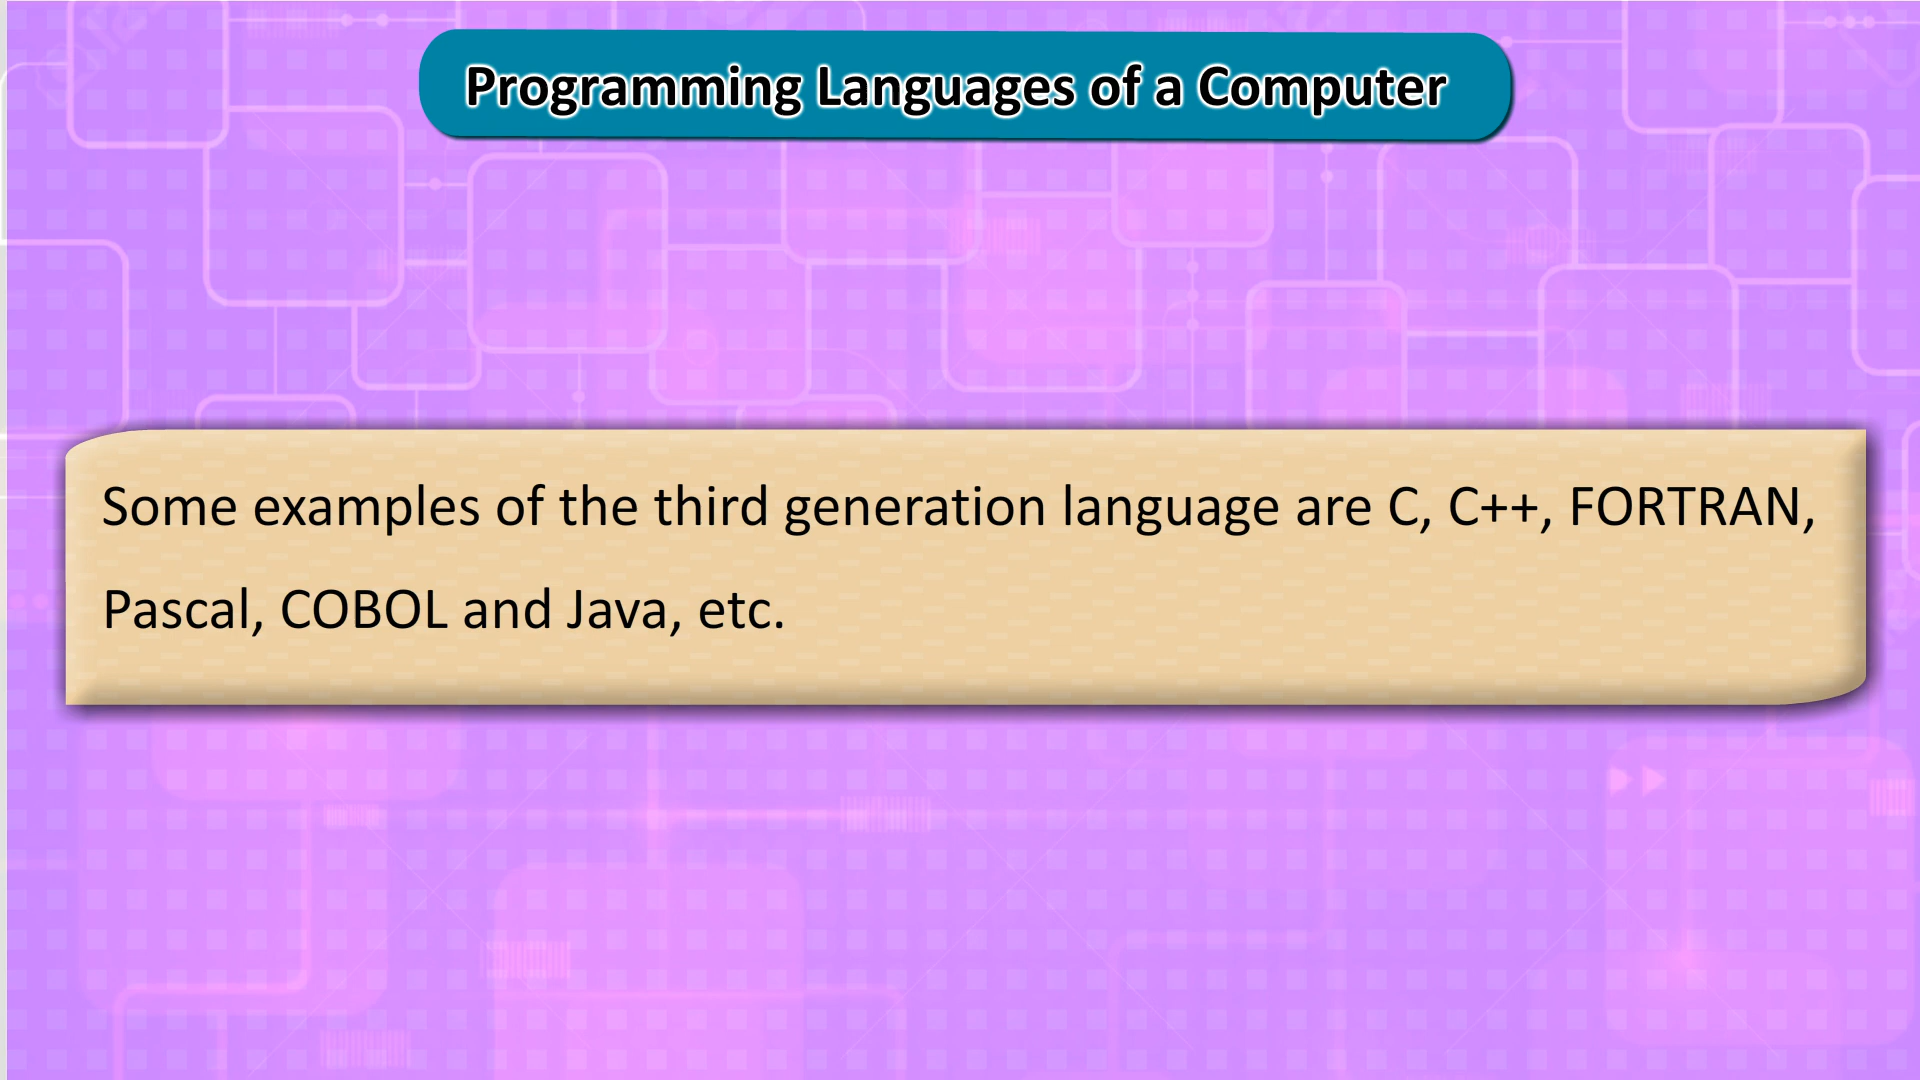 Programming Languages of a Computer
Some examples of the third generation language are C, C++, FORTRAN,
Pascal, COBOL and Java, etc.